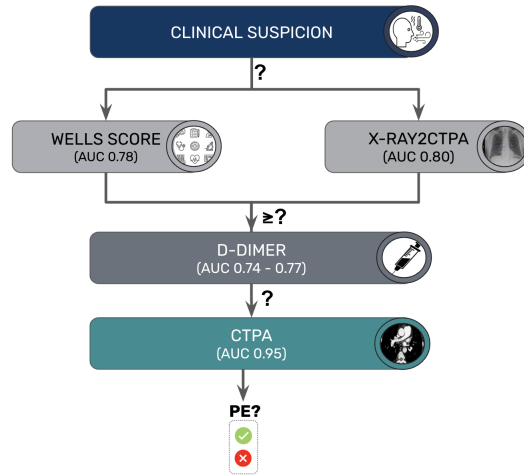 CLINICAL SUSPICION
?
WELLS SCORE
(AUC 0.78)
X-RAY2CTPA
(AUC 0.80)
≥?
D-DIMER
(AUC 0.74 - 0.77)
?
CTPA
(AUC 0.95)
PE?